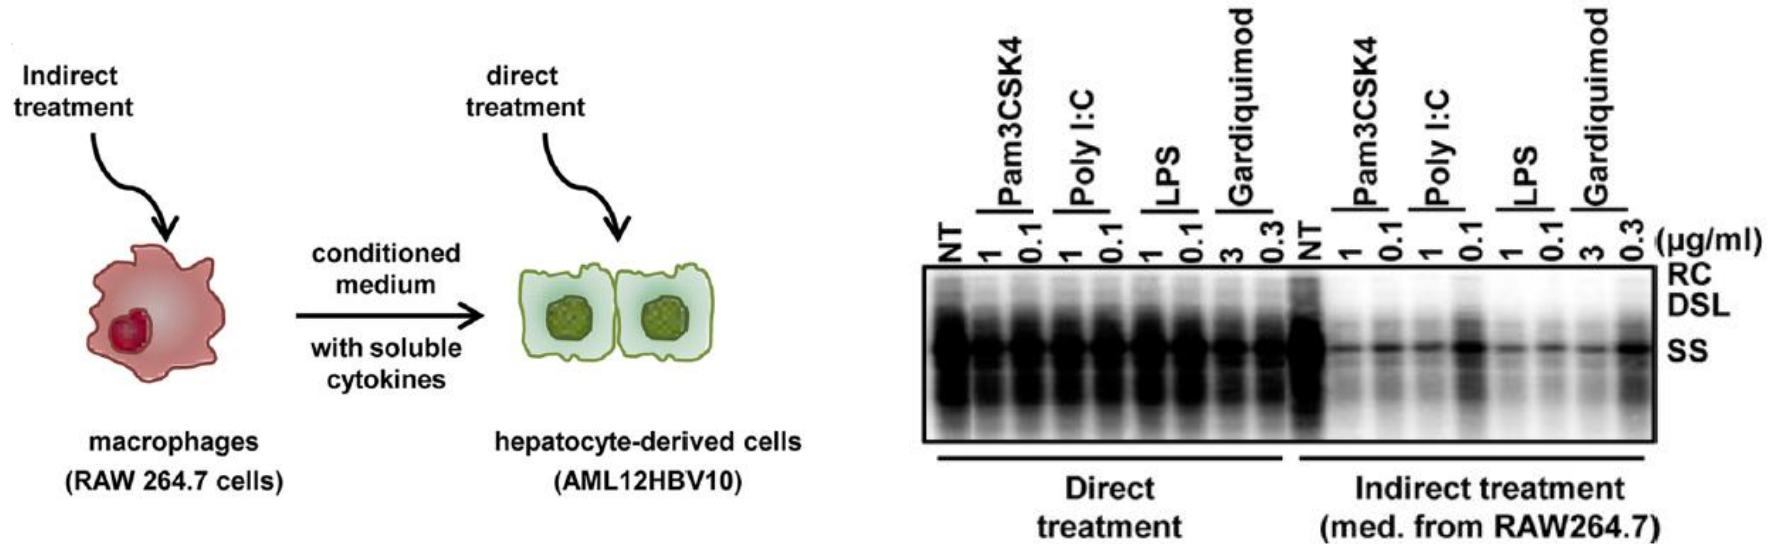 Indirect
treatment
direct
treatment
conditioned
medium
with soluble
cytokines
macrophages
(RAW 264.7 cells)
hepatocyte-derived cells
(AML12HBV10)
Pam3CSK4
Poly I:C
LPS
Gardiquimod
Pam3CSK4
Poly I:C
LPS
Gardiquimod
NT 1 0.1 1 0.1 1 0.1 3 0.3 NT 1 0.1 1 0.1 1 0.1 3 0.3 (μg/ml)
RC
DSL
SS
Direct
treatment
Indirect treatment
(med. from RAW264.7)